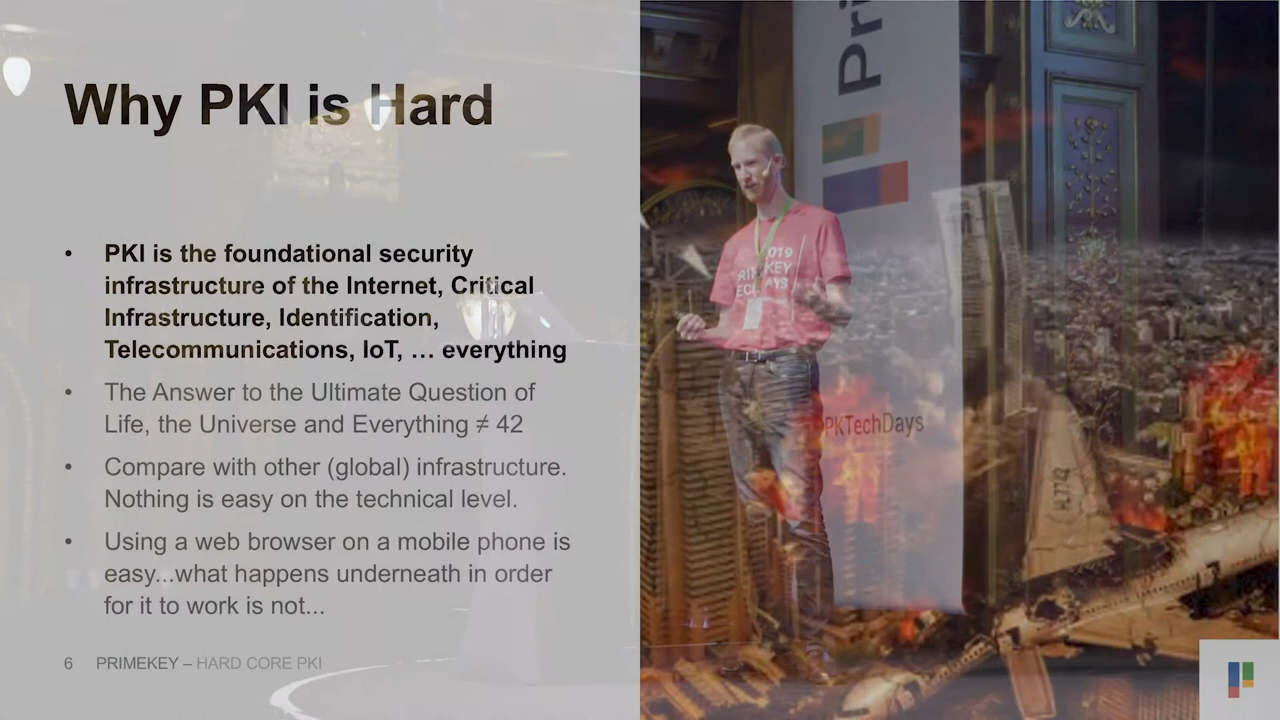 Why PKI is Hard
• PKI is the foundational security
infrastructure of the Internet, Critical
Infrastructure, Identification,
Telecommunications, IoT, … everything
• The Answer to the Ultimate Question of
Life, the Universe and Everything ≠ 42
• Compare with other (global) infrastructure.
Nothing is easy on the technical level.
• Using a web browser on a mobile phone is
easy...what happens underneath in order
for it to work is not...
6 PRIMEKEY – HARD CORE PKI
Pri
2019
PKTechDays